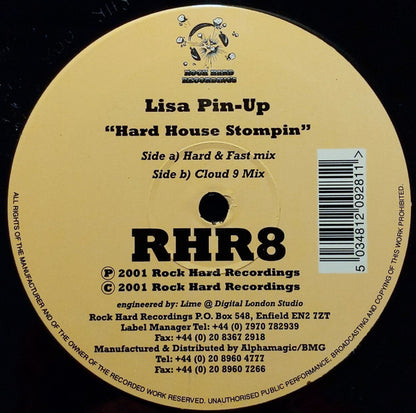 ROCK HARD
RECORDINGS
Lisa Pin-Up
“Hard House Stompin”
Side a) Hard & Fast mix
Side b) Cloud 9 Mix
RHR8
5 034812 092811 >
℗ 2001 Rock Hard Recordings
© 2001 Rock Hard Recordings
engineered by: Lime @ Digital London Studio
Rock Hard Recordings P.O. Box 548, Enfield EN2 7ZT
Label Manager Tel: +44 (0) 7970 782939
Fax: +44 (0) 20 8367 2918
Manufactured & Distributed by Alphamagic/BMG
Tel: +44 (0) 20 8960 4777
Fax: +44 (0) 20 8960 7266
ALL RIGHTS OF THE MANUFACTURER AND OF THE OWNER OF THE RECORDED WORK RESERVED. UNAUTHORISED PUBLIC PERFORMANCE, BROADCASTING AND COPYING OF THIS WORK PROHIBITED.